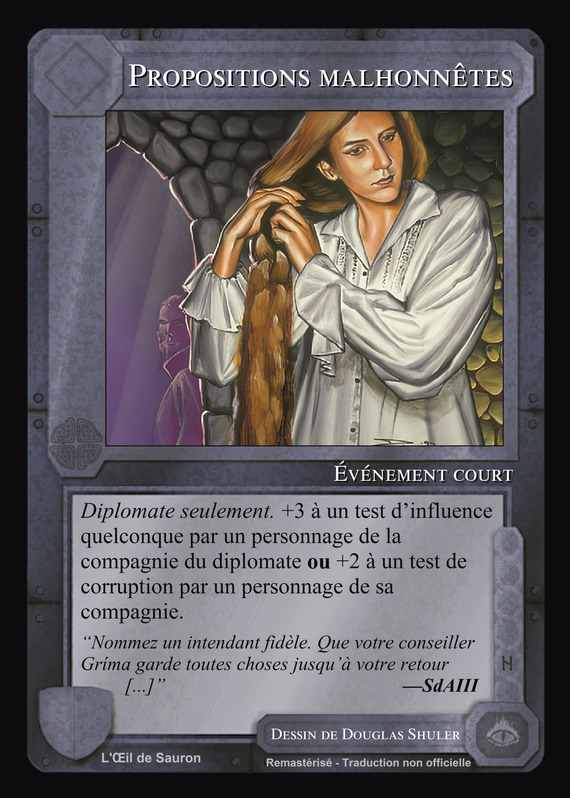 Propositions malhonnêtes
Événement court
Diplomate seulement. +3 à un test d'influence
quelconque par un personnage de la
compagnie du diplomate ou +2 à un test de
corruption par un personnage de sa
compagnie.
“Nommez un intendant fidèle. Que votre conseiller
Gríma garde toutes choses jusqu'à votre retour
[...]” —SdAIII
Dessin de Douglas Shuler
L'Œil de Sauron
Remastérisé - Traduction non officielle